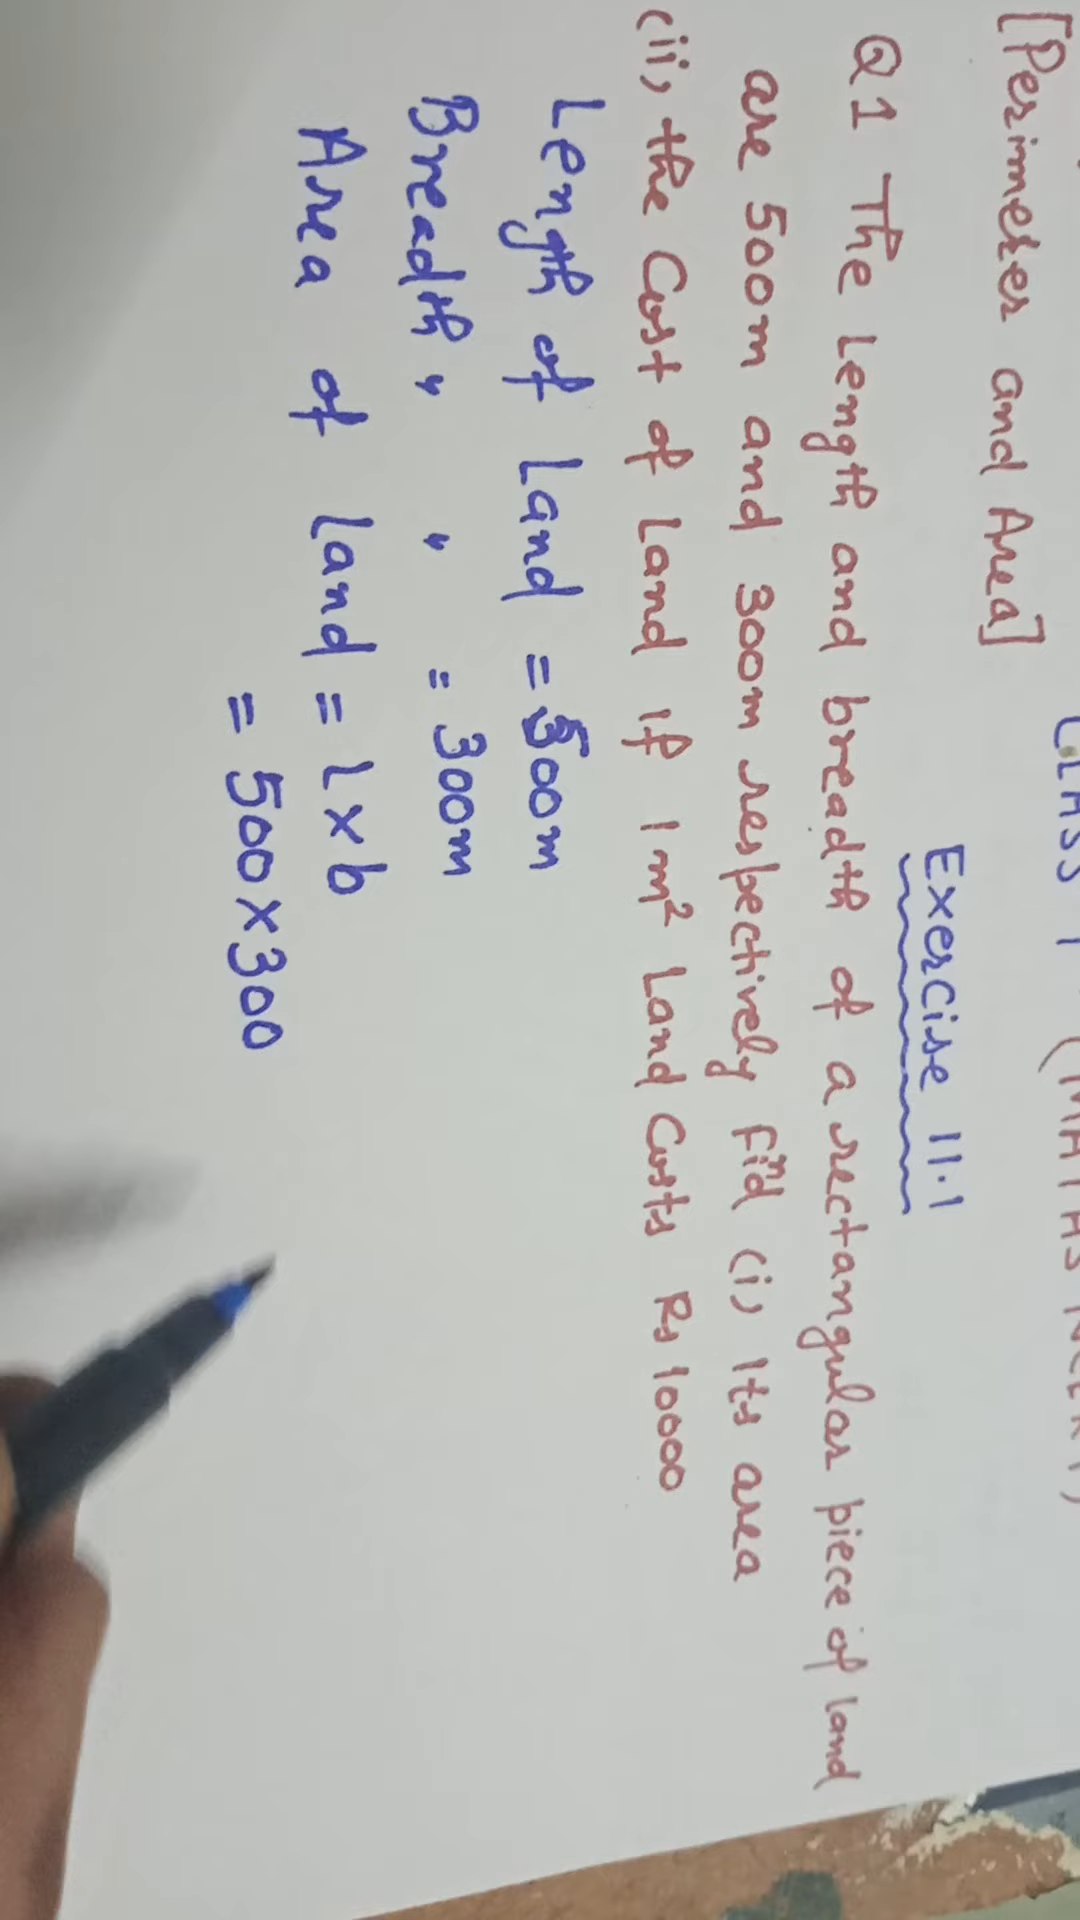 [Perimeter and Area]
Exercise 11.1
Q1 The Length and breadth of a rectangular piece of land
are 500m and 300m respectively Find (i) Its area
(ii) the Cost of Land if 1m² Land Costs Rs 10000
Length of Land = 500m
Breadth " " = 300m
Area of Land = l × b
= 500 × 300